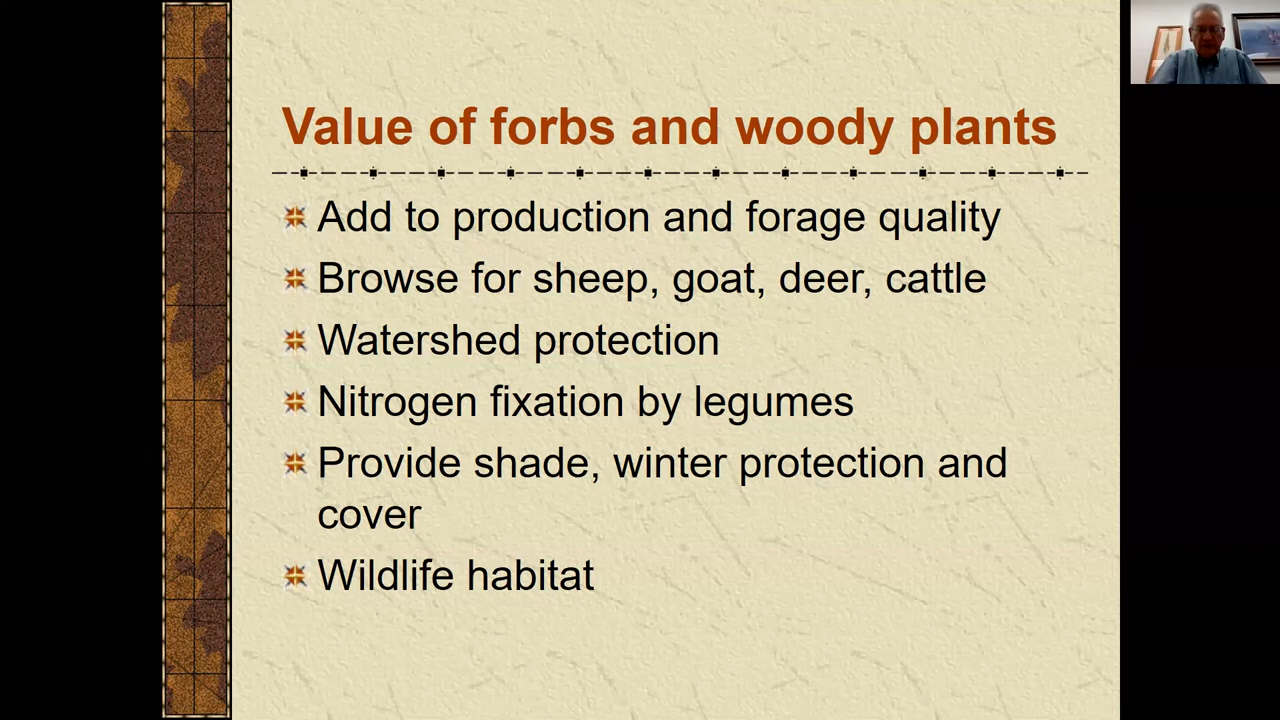 Value of forbs and woody plants
Add to production and forage quality
Browse for sheep, goat, deer, cattle
Watershed protection
Nitrogen fixation by legumes
Provide shade, winter protection and
cover
Wildlife habitat